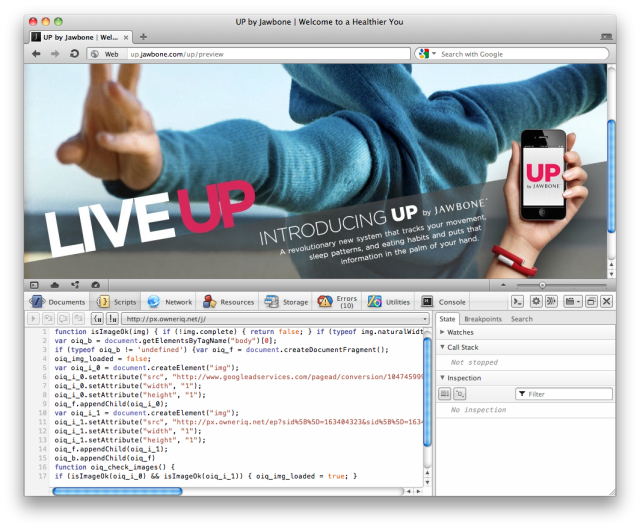 UP by Jawbone | Welcome to a Healthier You
UP by Jawbone | Wel...
Web
up.jawbone.com/up/preview
Search with Google
LIVE UP
INTRODUCING UP by JAWBONE
A revolutionary new system that tracks your movement,
sleep patterns, and eating habits and puts that
information in the palm of your hand.
UP
by JAWBONE
Documents
Scripts
Network
Resources
Storage
Errors (10)
Utilities
Console
http://px.owneriq.net/j/
State
Breakpoints
Search
1 function isImageOk(img) { if (!img.complete) { return false; } if (typeof img.naturalWidt
2 var oiq_b = document.getElementsByTagName("body")[0];
3 if (typeof oiq_b != 'undefined') {var oiq_f = document.createDocumentFragment();
4 oiq_img_loaded = false;
5 var oiq_i_0 = document.createElement("img");
6 oiq_i_0.setAttribute("src", "http://www.googleadservices.com/pagead/conversion/104745999
7 oiq_i_0.setAttribute("width", "1");
8 oiq_i_0.setAttribute("height", "1");
9 oiq_f.appendChild(oiq_i_0);
10 var oiq_i_1 = document.createElement("img");
11 oiq_i_1.setAttribute("src", "http://px.owneriq.net/ep?sid%5B%5D=163404323&sid%5B%5D=1634
12 oiq_i_1.setAttribute("width", "1");
13 oiq_i_1.setAttribute("height", "1");
14 oiq_f.appendChild(oiq_i_1);
15 oiq_b.appendChild(oiq_f)
16 function oiq_check_images() {
17 if (isImageOk(oiq_i_0) && isImageOk(oiq_i_1)) { oiq_img_loaded = true; }
Watches
Call Stack
Not stopped
Inspection
Filter
No inspection